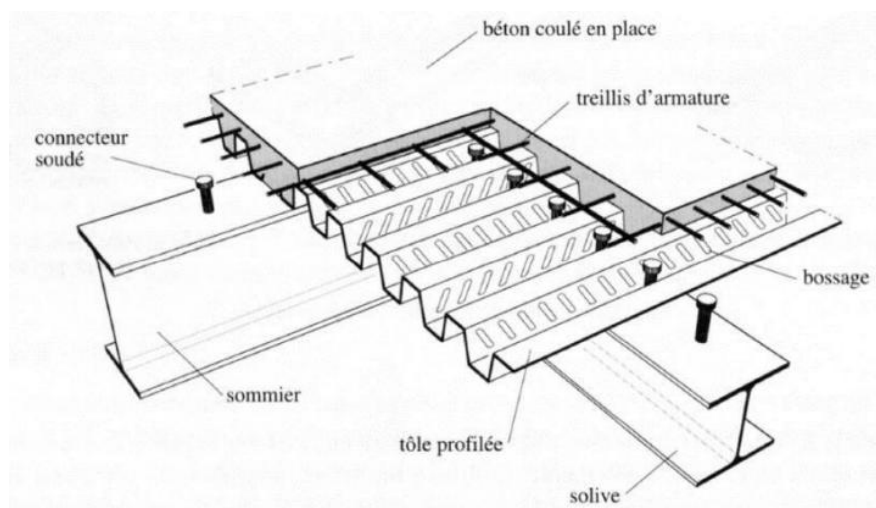 béton coulé en place
treillis d'armature
connecteur
soudé
bossage
sommier
tôle profilée
solive